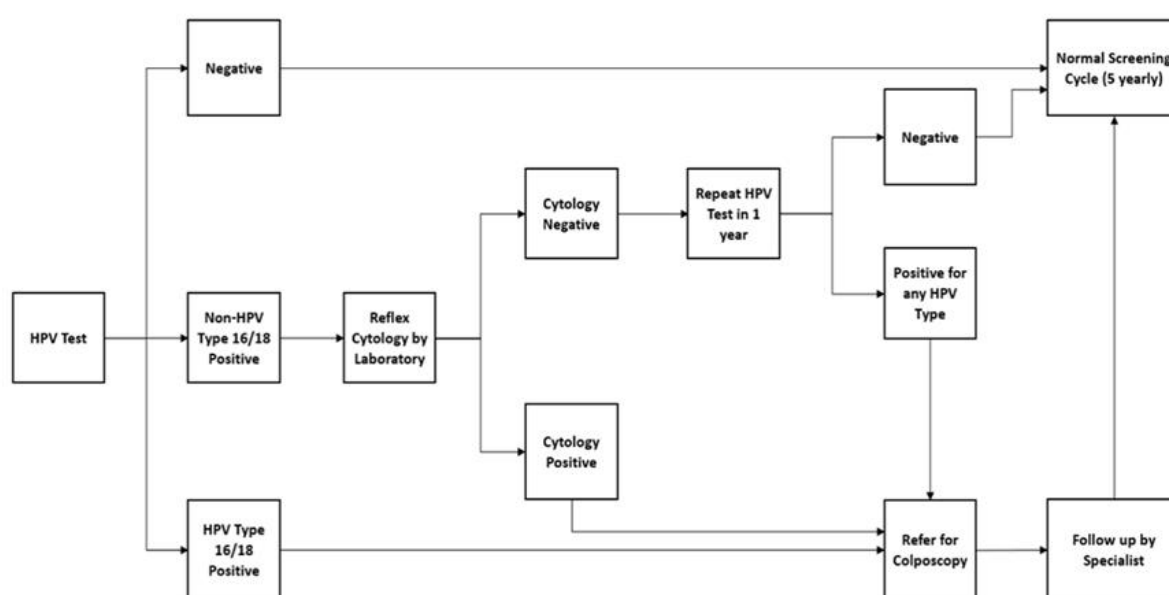 Negative
Normal Screening
Cycle (5 yearly)
Negative
Cytology
Negative
Repeat HPV
Test in 1
year
Positive for
any HPV
Type
HPV Test
Non-HPV
Type 16/18
Positive
Reflex
Cytology by
Laboratory
Cytology
Positive
HPV Type
16/18
Positive
Refer for
Colposcopy
Follow up by
Specialist